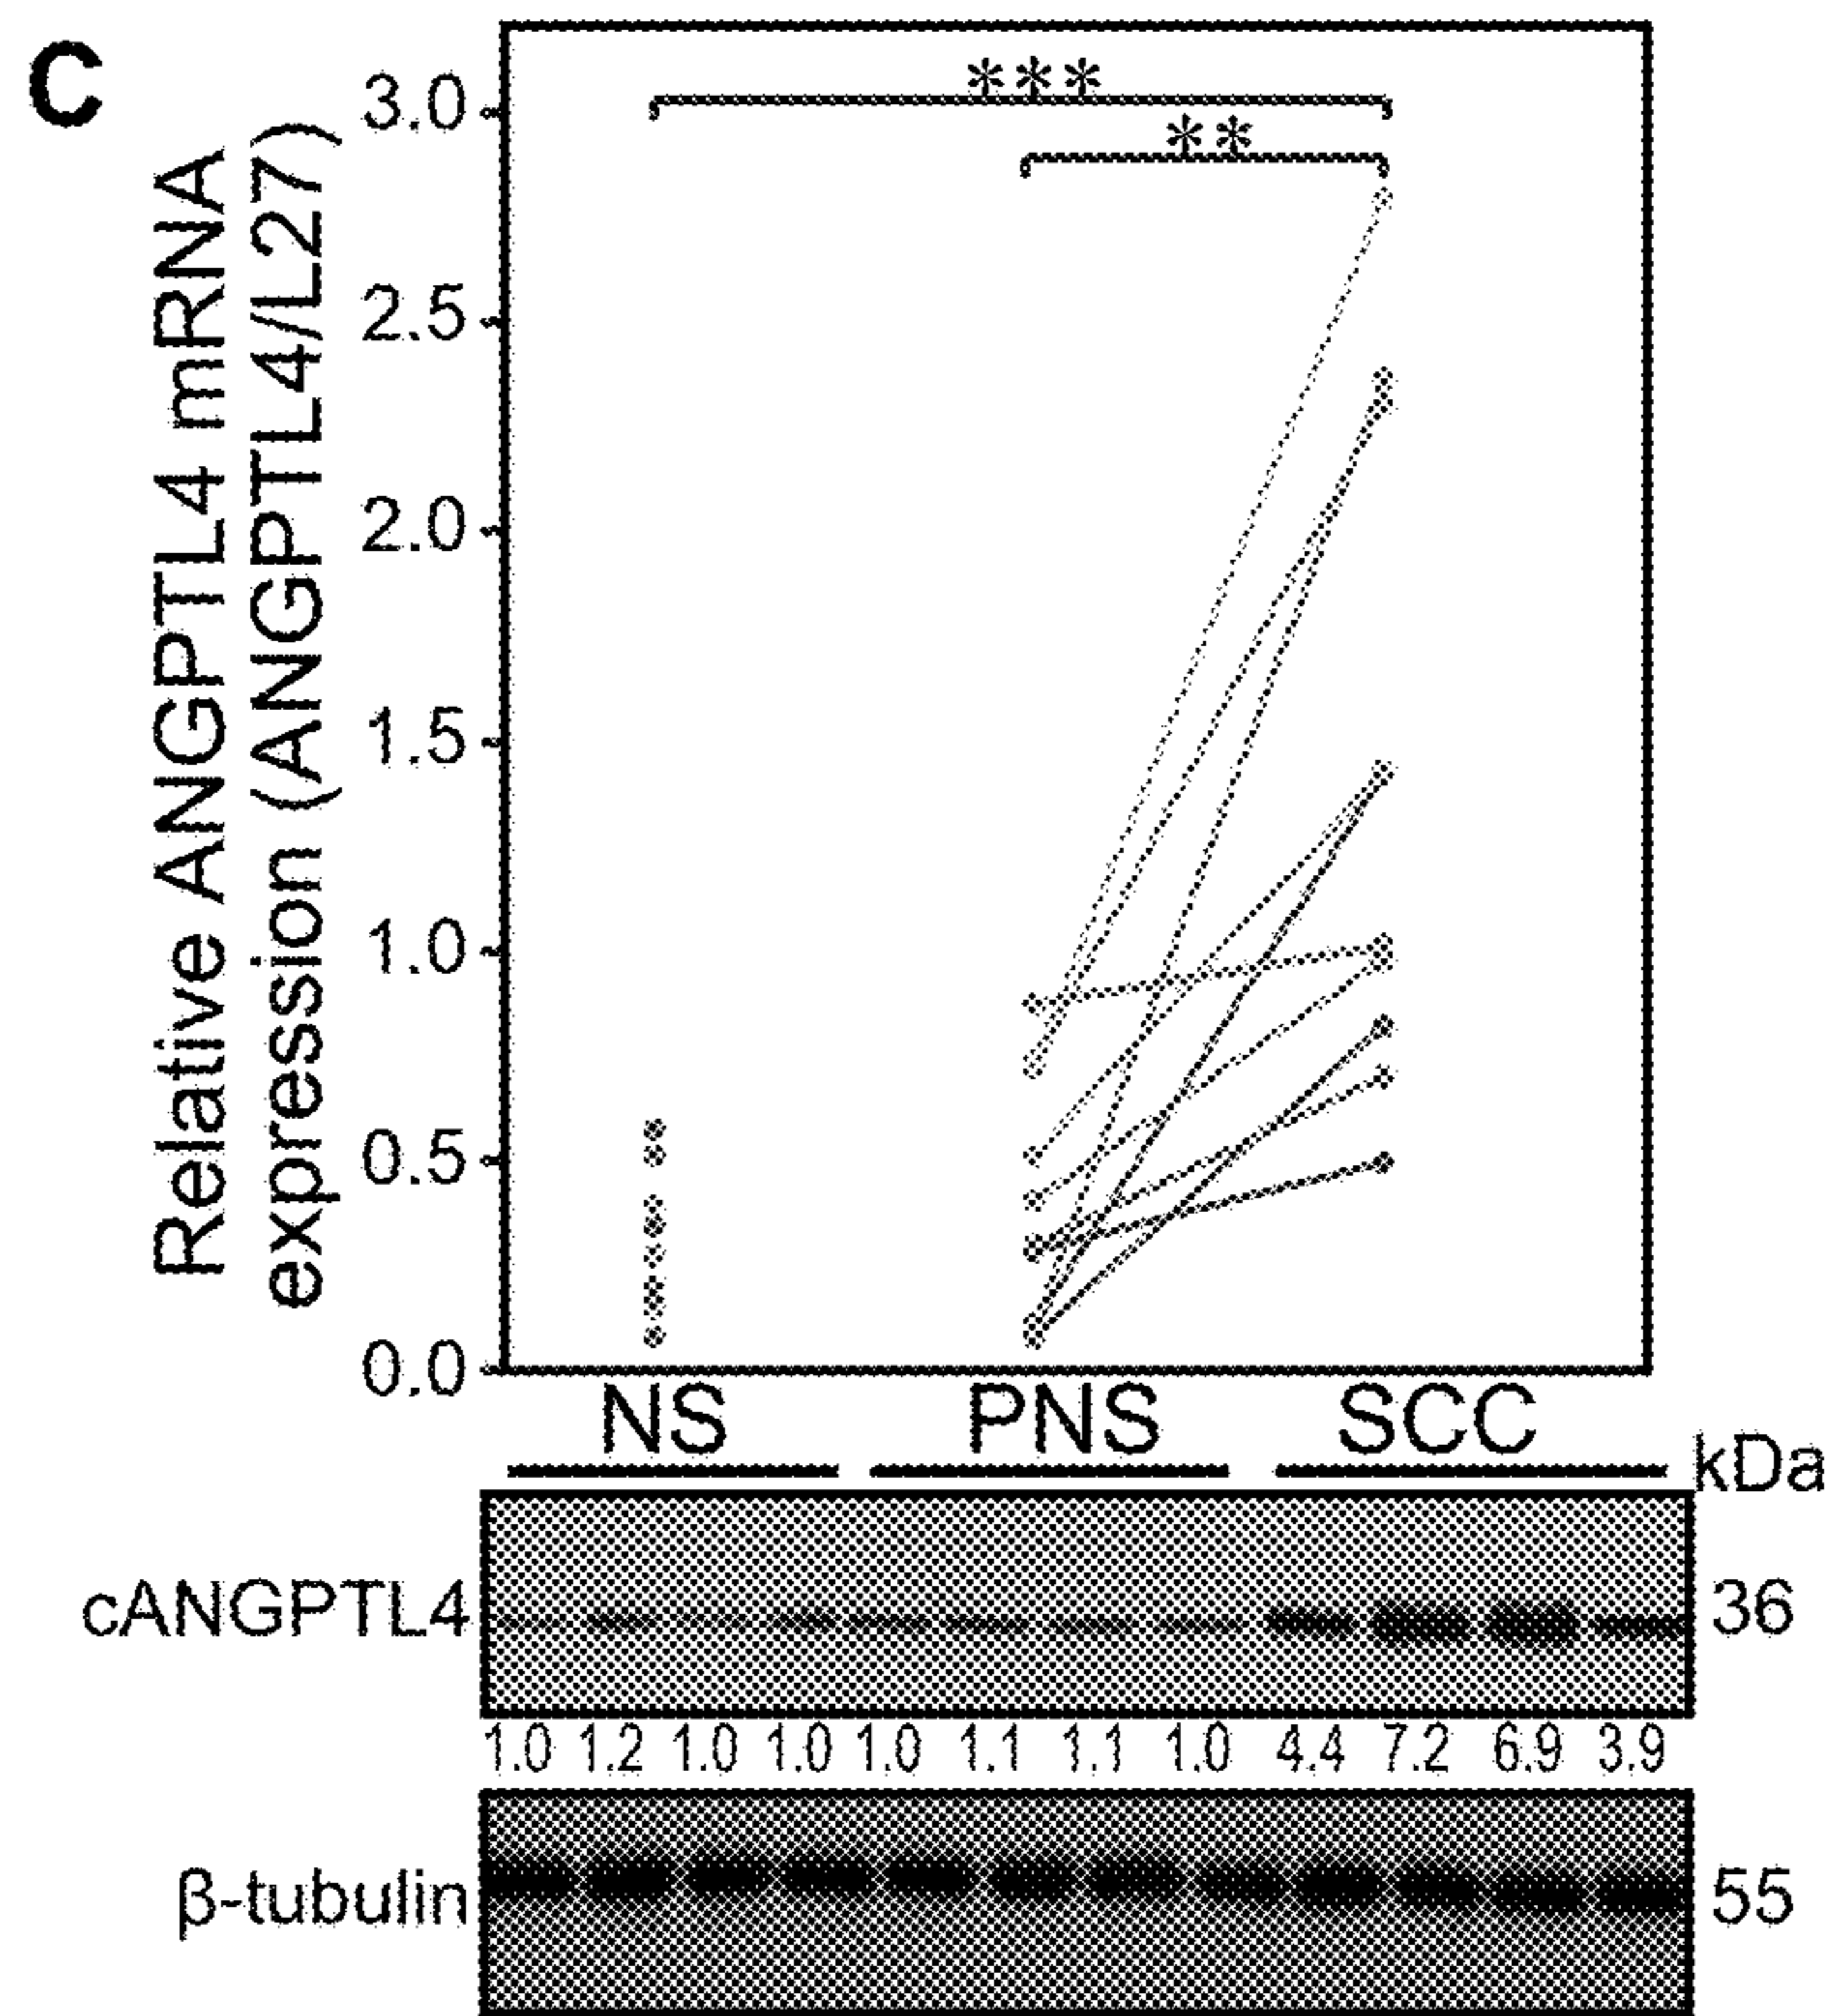 C
Relative ANGPTL4 mRNA
expression (ANGPTL4/L27)
3.0
2.5
2.0
1.5
1.0
0.5
0.0
***
**
NS PNS SCC
kDa
cANGPTL4 36
1.0 1.2 1.0 1.0 1.0 1.1 1.1 1.0 4.4 7.2 6.9 3.9
β-tubulin 55